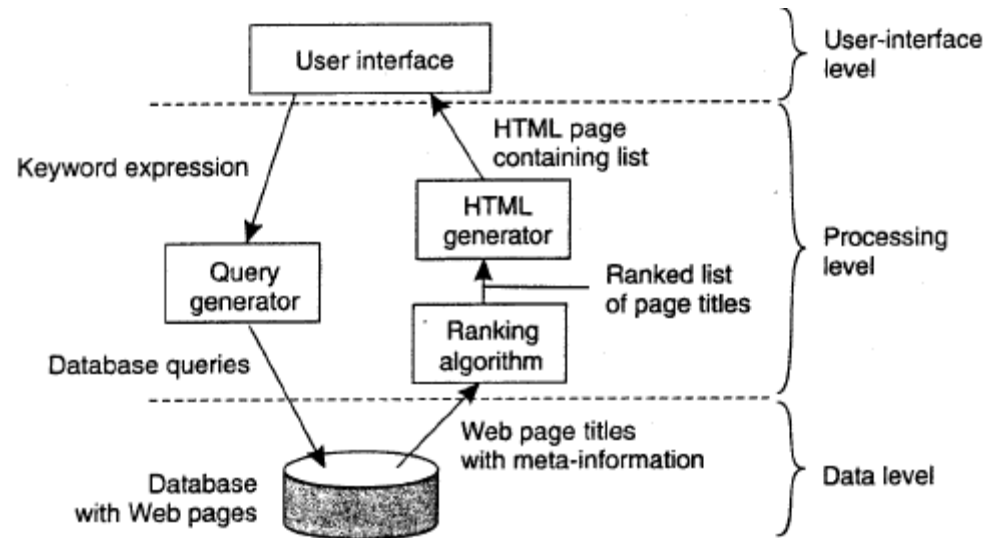 User interface
User-interface
level
Keyword expression
HTML page
containing list
HTML
generator
Processing
level
Query
generator
Ranked list
of page titles
Ranking
algorithm
Database queries
Web page titles
with meta-information
Data level
Database
with Web pages